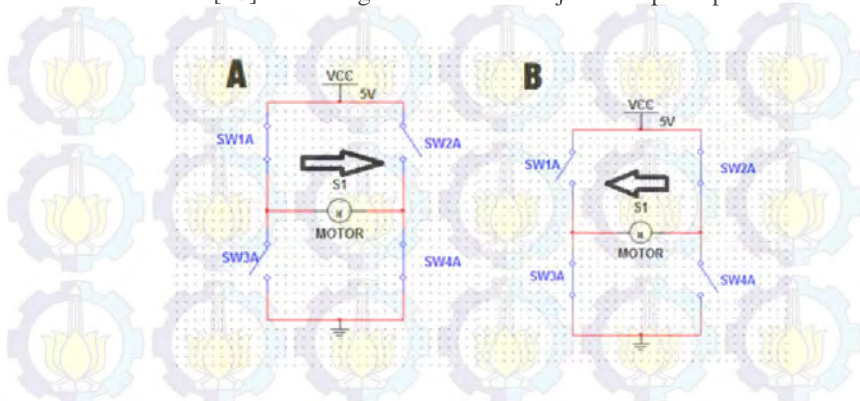 A
VCC
5V
SW1A
SW2A
S1
M
MOTOR
SW3A
SW4A
B
VCC
5V
SW1A
SW2A
S1
M
MOTOR
SW3A
SW4A